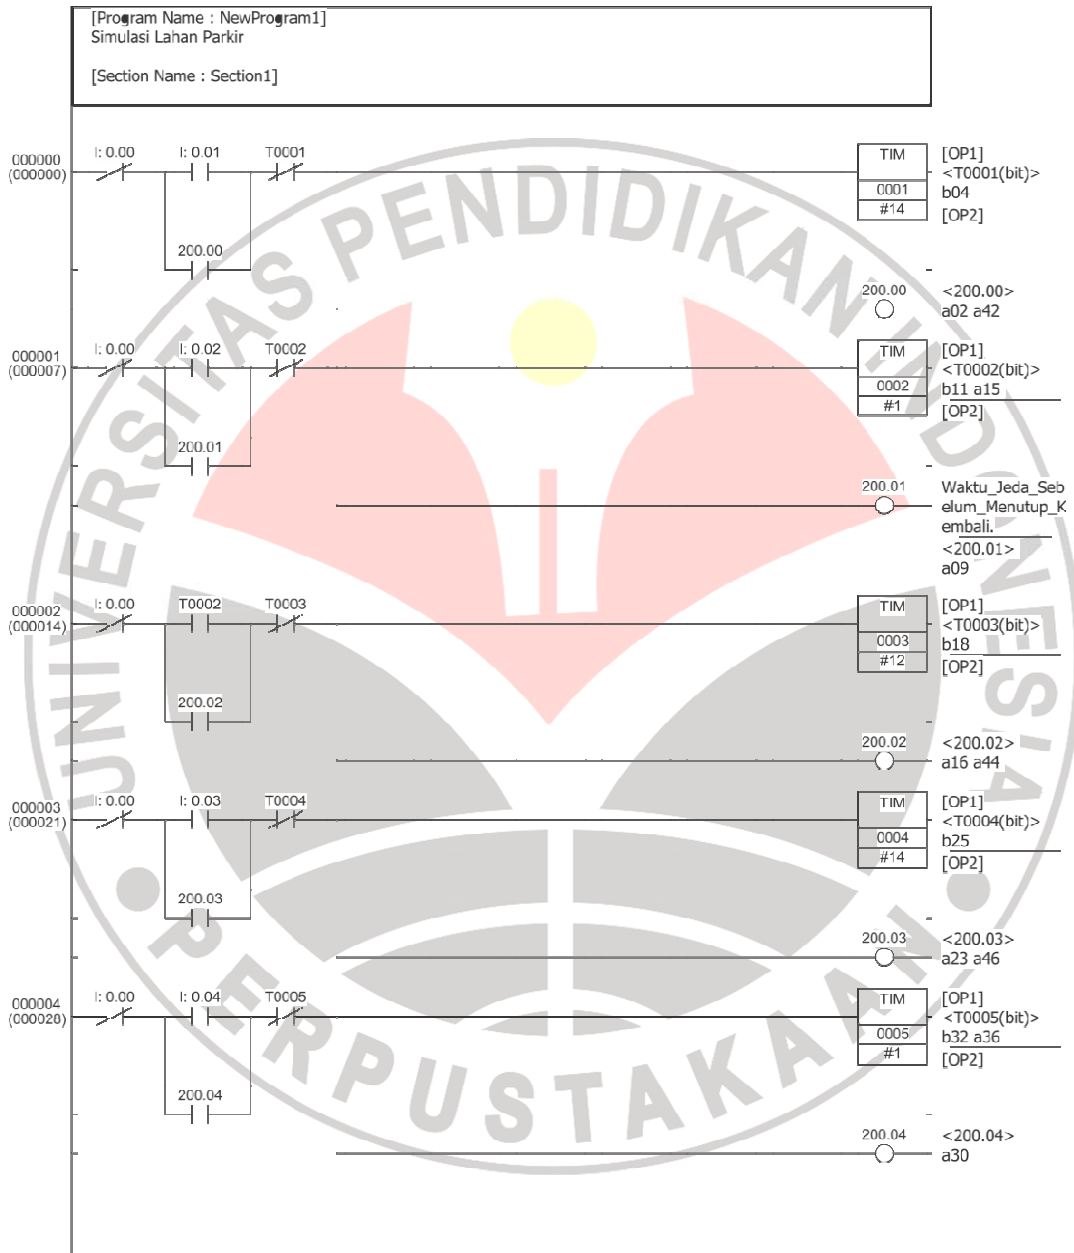 [Program Name : NewProgram1]
Simulasi Lahan Parkir
[Section Name : Section1]
000000
(000000)
I: 0.00
I: 0.01
T0001
TIM
0001
#14
[OP1]
<T0001(bit)>
b04
[OP2]
200.00
200.00
<200.00>
a02 a42
000001
(000007)
I: 0.00
I: 0.02
T0002
TIM
0002
#1
[OP1]
<T0002(bit)>
b11 a15
[OP2]
200.01
200.01
Waktu_Jeda_Seb
elum_Menutup_K
embali.
<200.01>
a09
000002
(000014)
I: 0.00
T0002
T0003
TIM
0003
#12
[OP1]
<T0003(bit)>
b18
[OP2]
200.02
200.02
<200.02>
a16 a44
000003
(000021)
I: 0.00
I: 0.03
T0004
TIM
0004
#14
[OP1]
<T0004(bit)>
b25
[OP2]
200.03
200.03
<200.03>
a23 a46
000004
(000028)
I: 0.00
I: 0.04
T0005
TIM
0005
#1
[OP1]
<T0005(bit)>
b32 a36
[OP2]
200.04
200.04
<200.04>
a30
UNIVERSITAS PENDIDIKAN INDONESIA
PERPUSTAKAAN